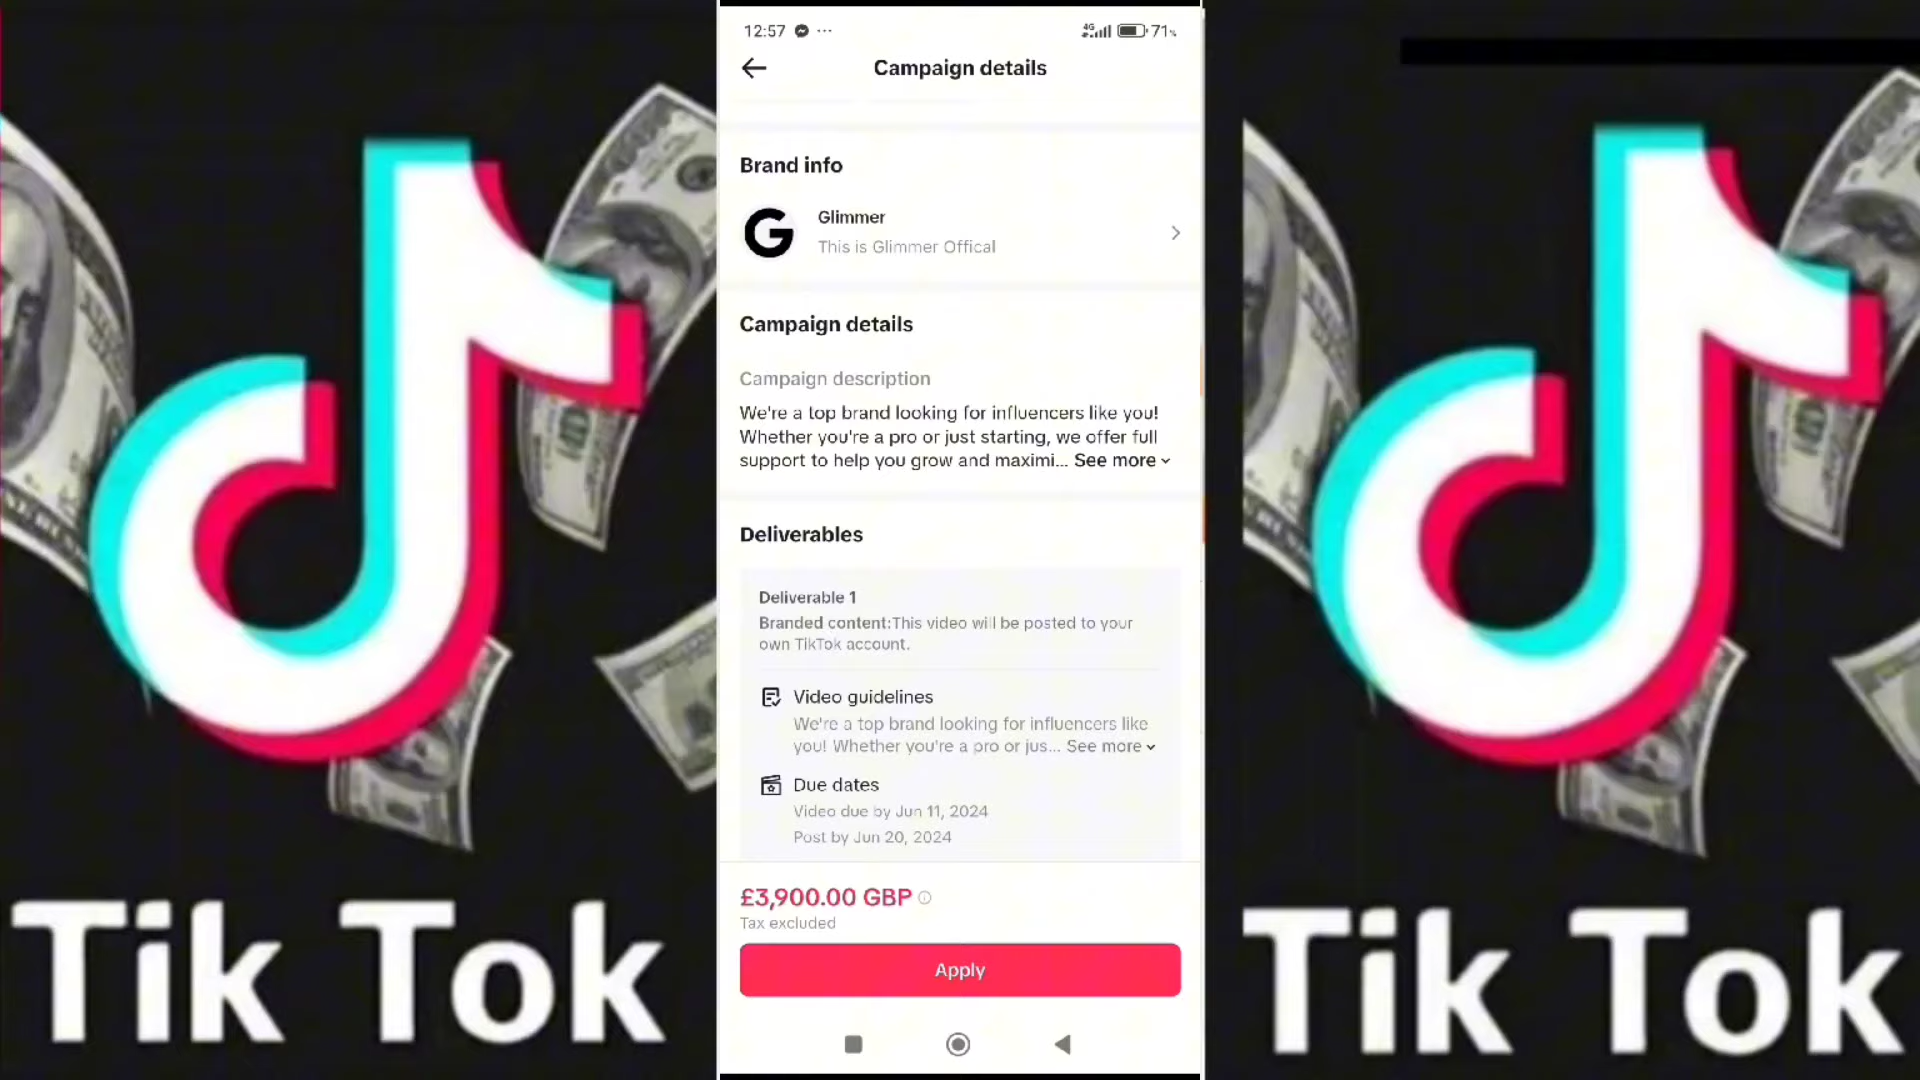 12:57
4G
71%
Campaign details
Brand info
Glimmer
This is Glimmer Offical
Campaign details
Campaign description
We're a top brand looking for influencers like you!
Whether you're a pro or just starting, we offer full
support to help you grow and maximi... See more
Deliverables
Deliverable 1
Branded content:This video will be posted to your
own TikTok account.
Video guidelines
We're a top brand looking for influencers like
you! Whether you're a pro or jus... See more
Due dates
Video due by Jun 11, 2024
Post by Jun 20, 2024
£3,900.00 GBP
Tax excluded
Apply
Tik Tok
Tik Tok